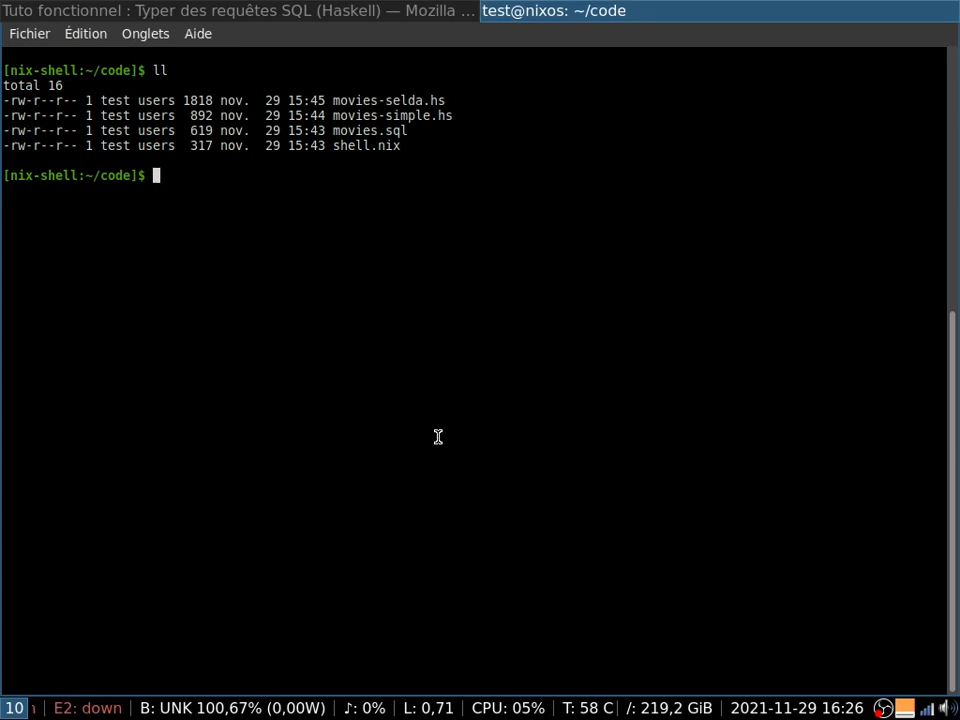 Tuto fonctionnel : Typer des requêtes SQL (Haskell) — Mozilla ...
test@nixos: ~/code
Fichier Édition Onglets Aide
[nix-shell:~/code]$ ll
total 16
-rw-r--r-- 1 test users 1818 nov.  29 15:45 movies-selda.hs
-rw-r--r-- 1 test users  892 nov.  29 15:44 movies-simple.hs
-rw-r--r-- 1 test users  619 nov.  29 15:43 movies.sql
-rw-r--r-- 1 test users  317 nov.  29 15:43 shell.nix
[nix-shell:~/code]$
10 | E2: down | B: UNK 100,67% (0,00W) | ♪: 0% | L: 0,71 | CPU: 05% | T: 58 C | /: 219,2 GiB | 2021-11-29 16:26